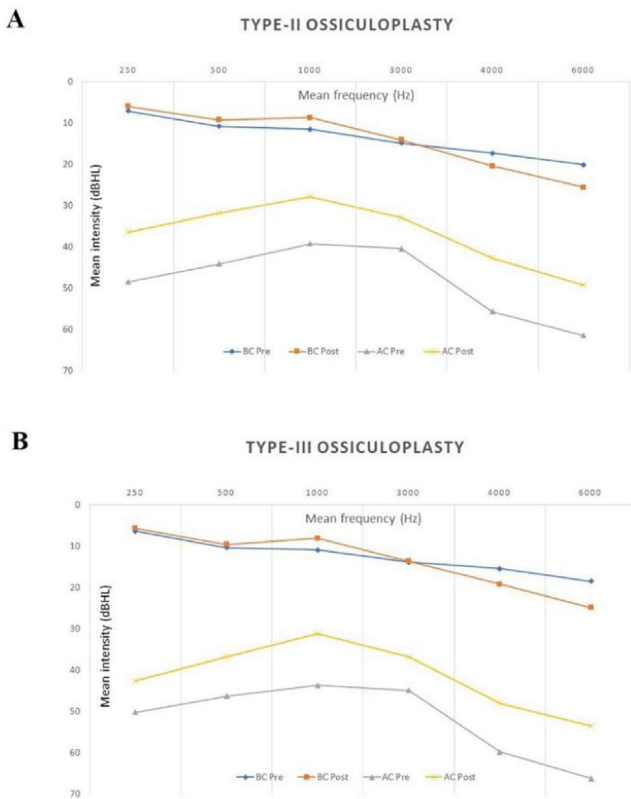 A
TYPE-II OSSICULOPLASTY
250 500 1000 3000 4000 6000
Mean frequency (Hz)
Mean intensity (dBHL)
0
10
20
30
40
50
60
70
BC Pre BC Post AC Pre AC Post
B
TYPE-III OSSICULOPLASTY
250 500 1000 3000 4000 6000
Mean frequency (Hz)
Mean intensity (dBHL)
0
10
20
30
40
50
60
70
80
BC Pre BC Post AC Pre AC Post